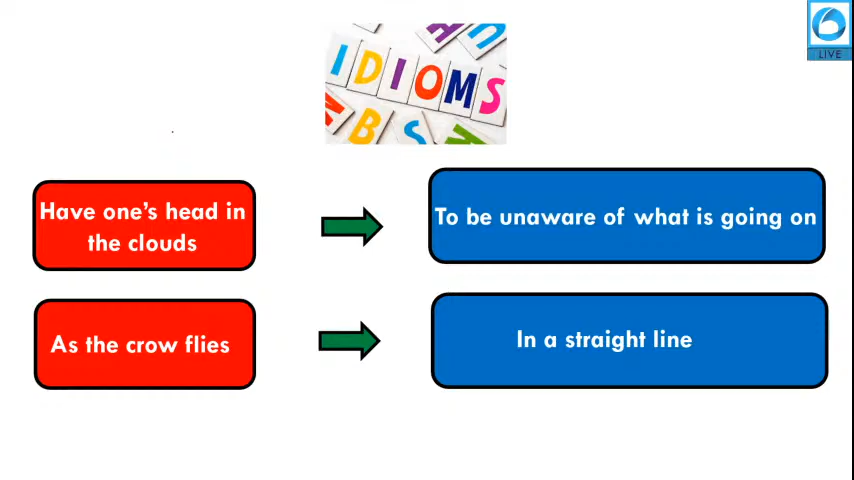 IDIOMS
LIVE
Have one's head in
the clouds
To be unaware of what is going on
As the crow flies
In a straight line